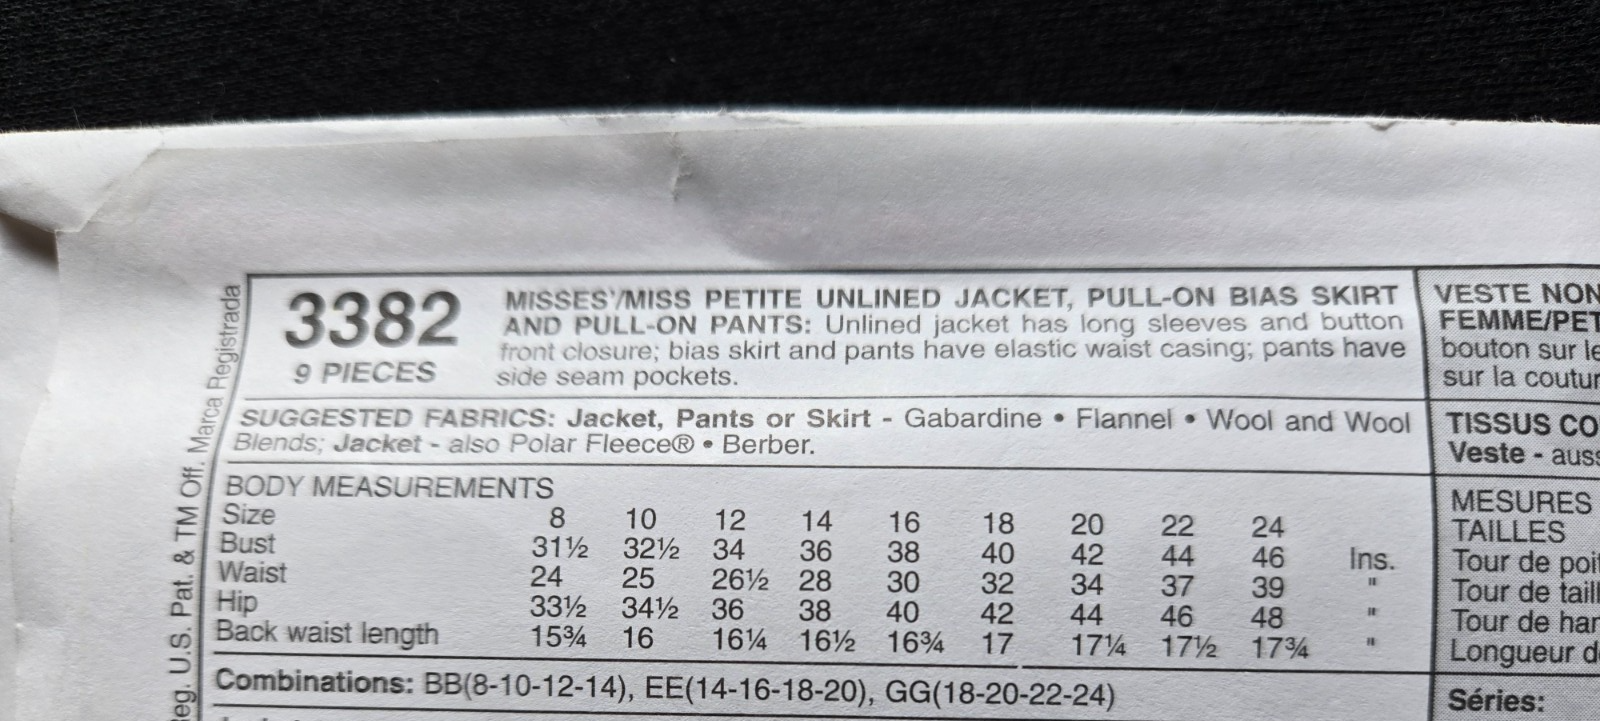 3382
9 PIECES
MISSES'/MISS PETITE UNLINED JACKET, PULL-ON BIAS SKIRT
AND PULL-ON PANTS: Unlined jacket has long sleeves and button
front closure; bias skirt and pants have elastic waist casing; pants have
side seam pockets.
SUGGESTED FABRICS: Jacket, Pants or Skirt - Gabardine • Flannel • Wool and Wool
Blends; Jacket - also Polar Fleece® • Berber.
BODY MEASUREMENTS
Size 8 10 12 14 16 18 20 22 24
Bust 31½ 32½ 34 36 38 40 42 44 46 Ins.
Waist 24 25 26½ 28 30 32 34 37 39 "
Hip 33½ 34½ 36 38 40 42 44 46 48 "
Back waist length 15¾ 16 16¼ 16½ 16¾ 17 17¼ 17½ 17¾ "
Combinations: BB(8-10-12-14), EE(14-16-18-20), GG(18-20-22-24)
eg. U.S. Pat. & TM Off. Marca Registrada
VESTE NON
FEMME/PET
bouton sur le
sur la coutur
TISSUS CO
Veste - auss
MESURES
TAILLES
Tour de poit
Tour de taill
Tour de han
Longueur d
Séries: